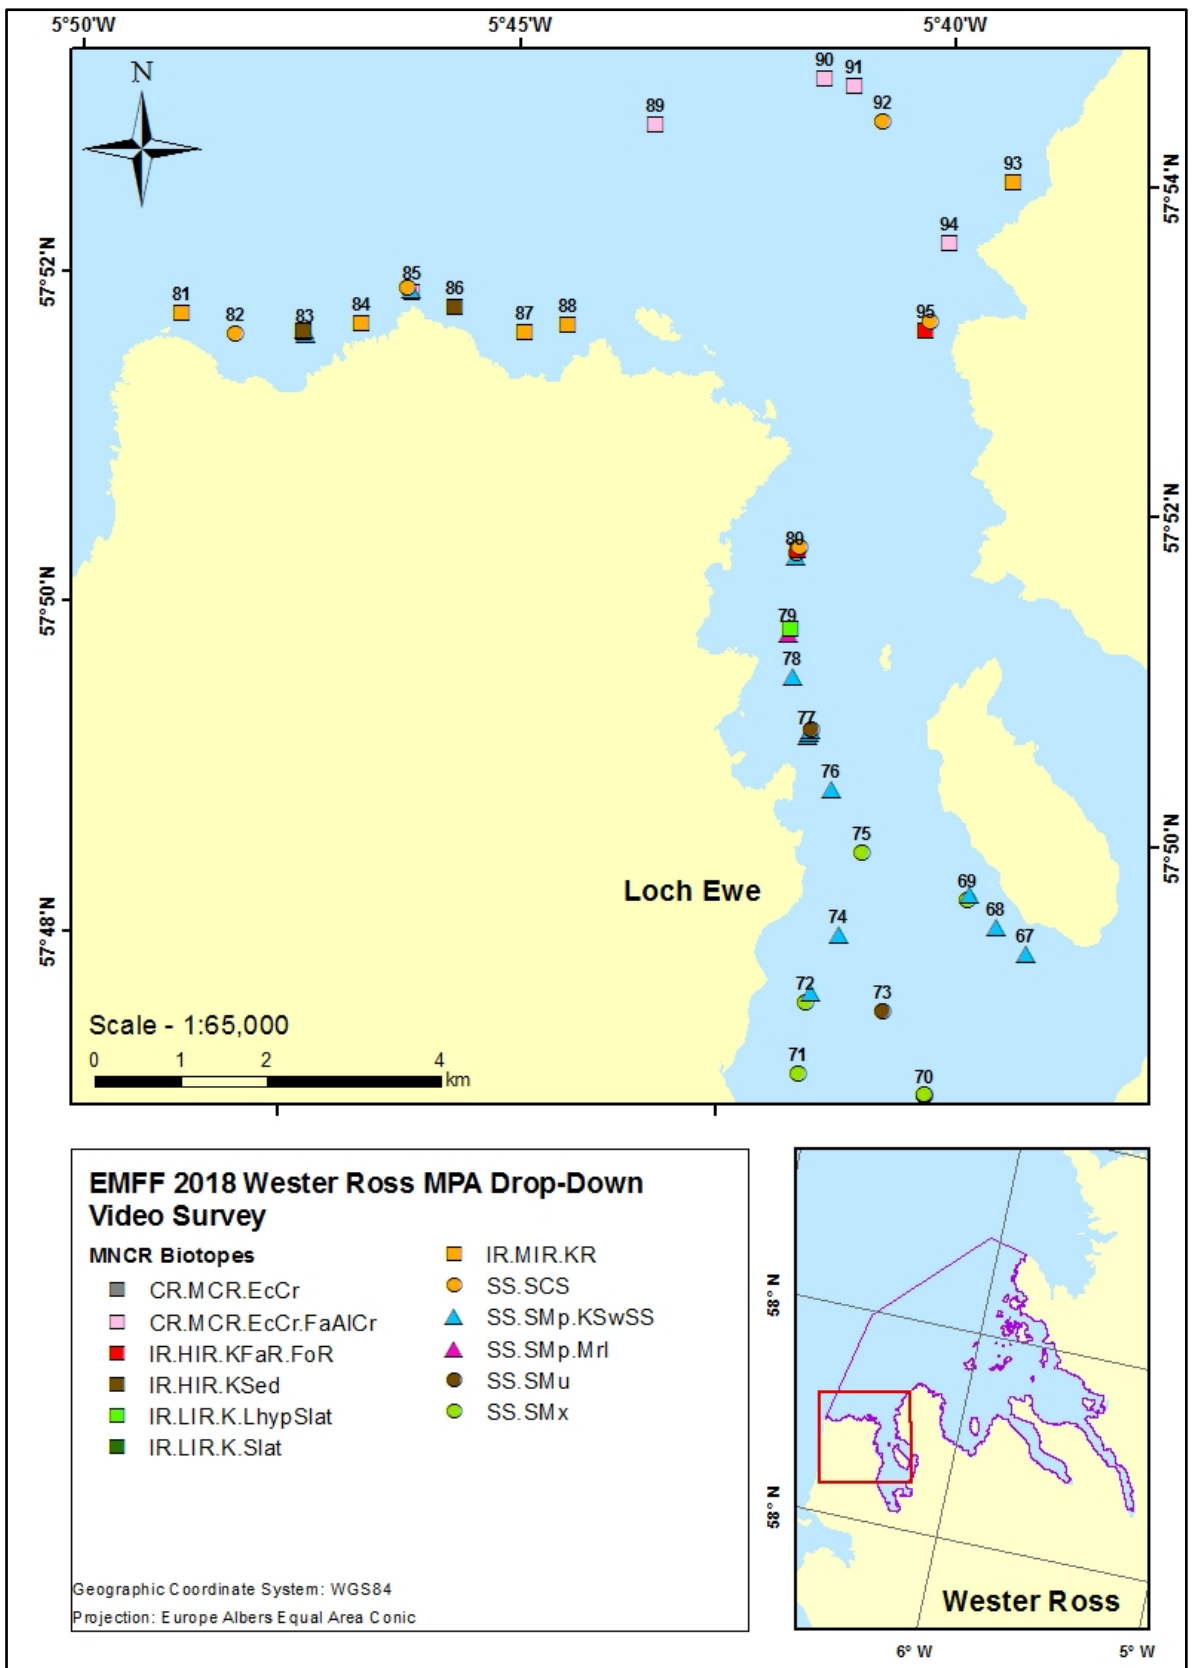 5°50'W 5°45'W 5°40'W
N
90
91
89
92
93
57°54'N
94
57°52'N
85
81
86
82
83
84
87
88
95
57°52'N
80
57°50'N
79
78
77
76
75
57°50'N
69
Loch Ewe
68
74
67
57°48'N
72
73
Scale - 1:65,000
71
0 1 2 4
km
70
EMFF 2018 Wester Ross MPA Drop-Down
Video Survey
MNCR Biotopes
CR.MCR.EcCr
CR.MCR.EcCr.FaAlCr
IR.HIR.KFaR.FoR
IR.HIR.KSed
IR.LIR.K.LhypSlat
IR.LIR.K.Slat
IR.MIR.KR
SS.SCS
SS.SMp.KSwSS
SS.SMp.Mrl
SS.SMu
SS.SMx
Geographic Coordinate System: WGS84
Projection: Europe Albers Equal Area Conic
58° N
58° N
Wester Ross
6° W 5° W